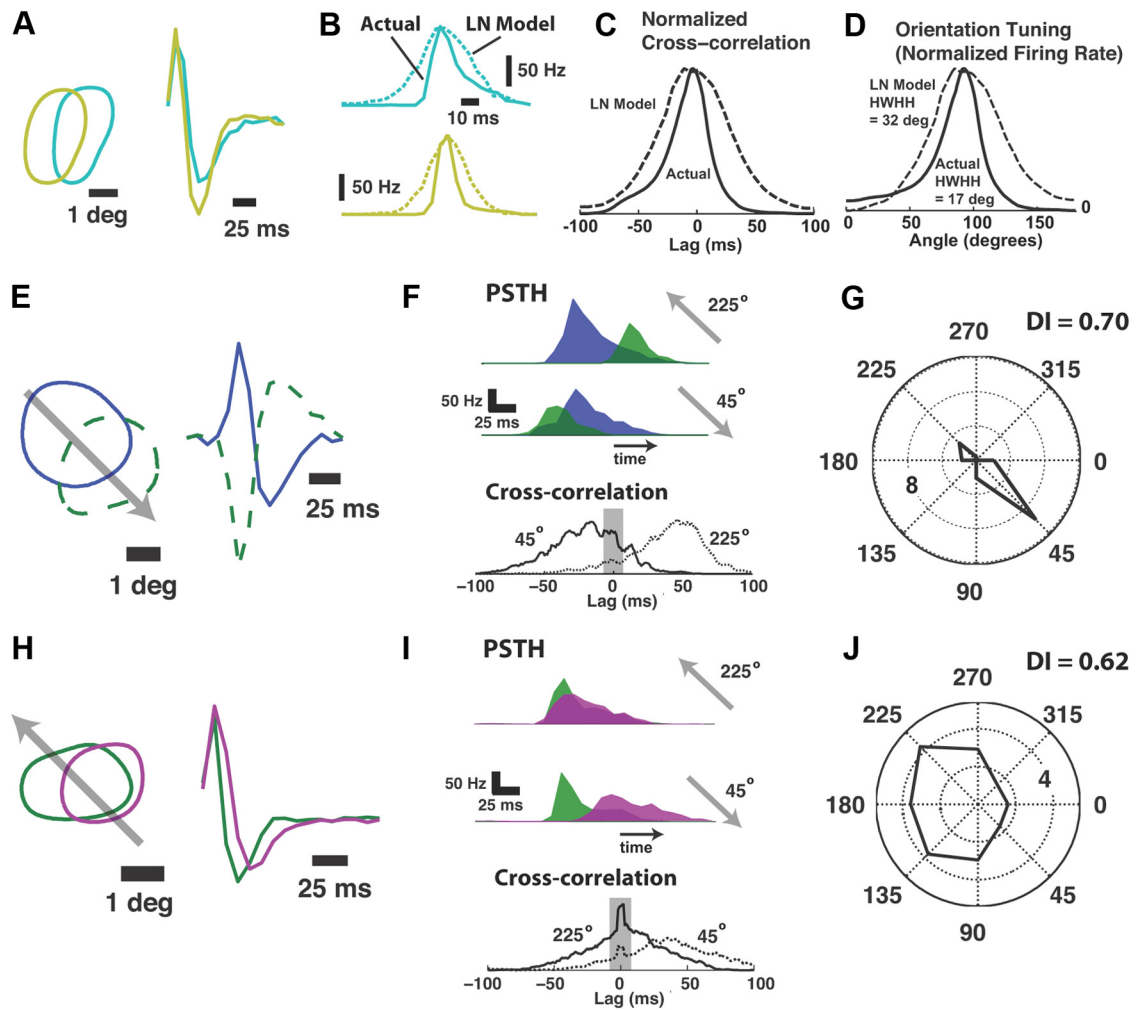 A
1 deg
25 ms
B
Actual
LN Model
50 Hz
10 ms
50 Hz
C
Normalized
Cross–correlation
LN Model
Actual
-100
-50
0
50
100
Lag (ms)
D
Orientation Tuning
(Normalized Firing Rate)
LN Model
HWHH
= 32 deg
Actual
HWHH
= 17 deg
0
0
50
100
150
Angle (degrees)
E
1 deg
25 ms
F
PSTH
225°
50 Hz
25 ms
45°
time
Cross-correlation
45°
225°
−100
−50
0
50
100
Lag (ms)
G
DI = 0.70
270
225
315
180
8
0
135
45
90
H
1 deg
25 ms
I
PSTH
225°
50 Hz
25 ms
45°
time
Cross-correlation
225°
45°
−100
−50
0
50
100
Lag (ms)
J
DI = 0.62
270
225
315
4
180
0
135
45
90